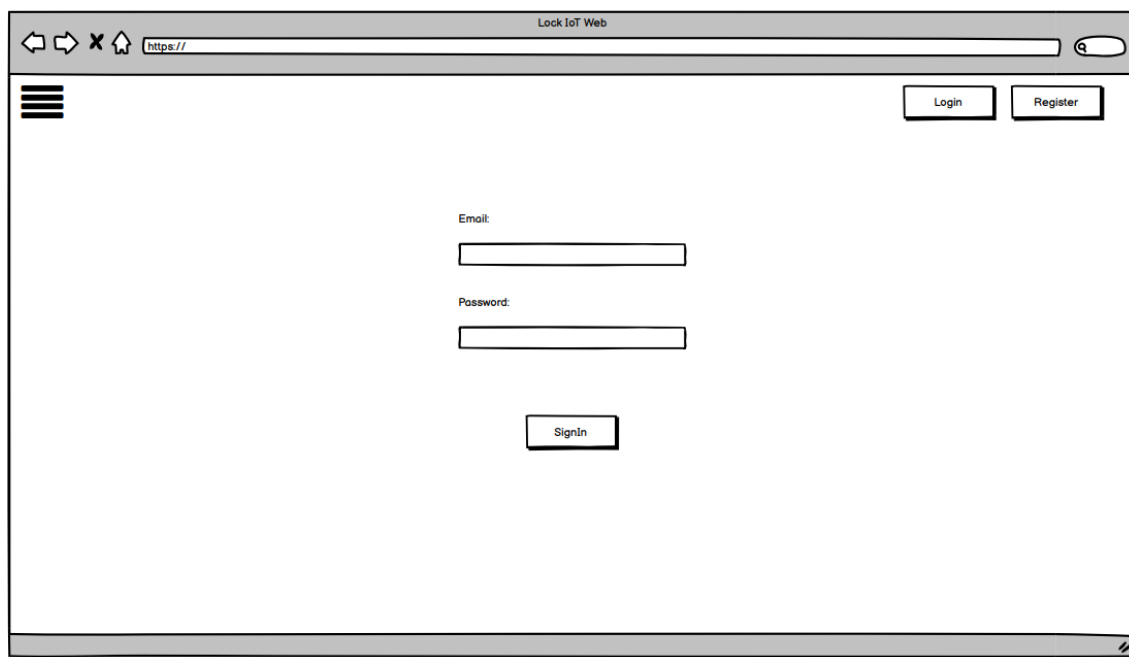 Lock IoT Web
https://
Login
Register
Email:
Password:
SignIn